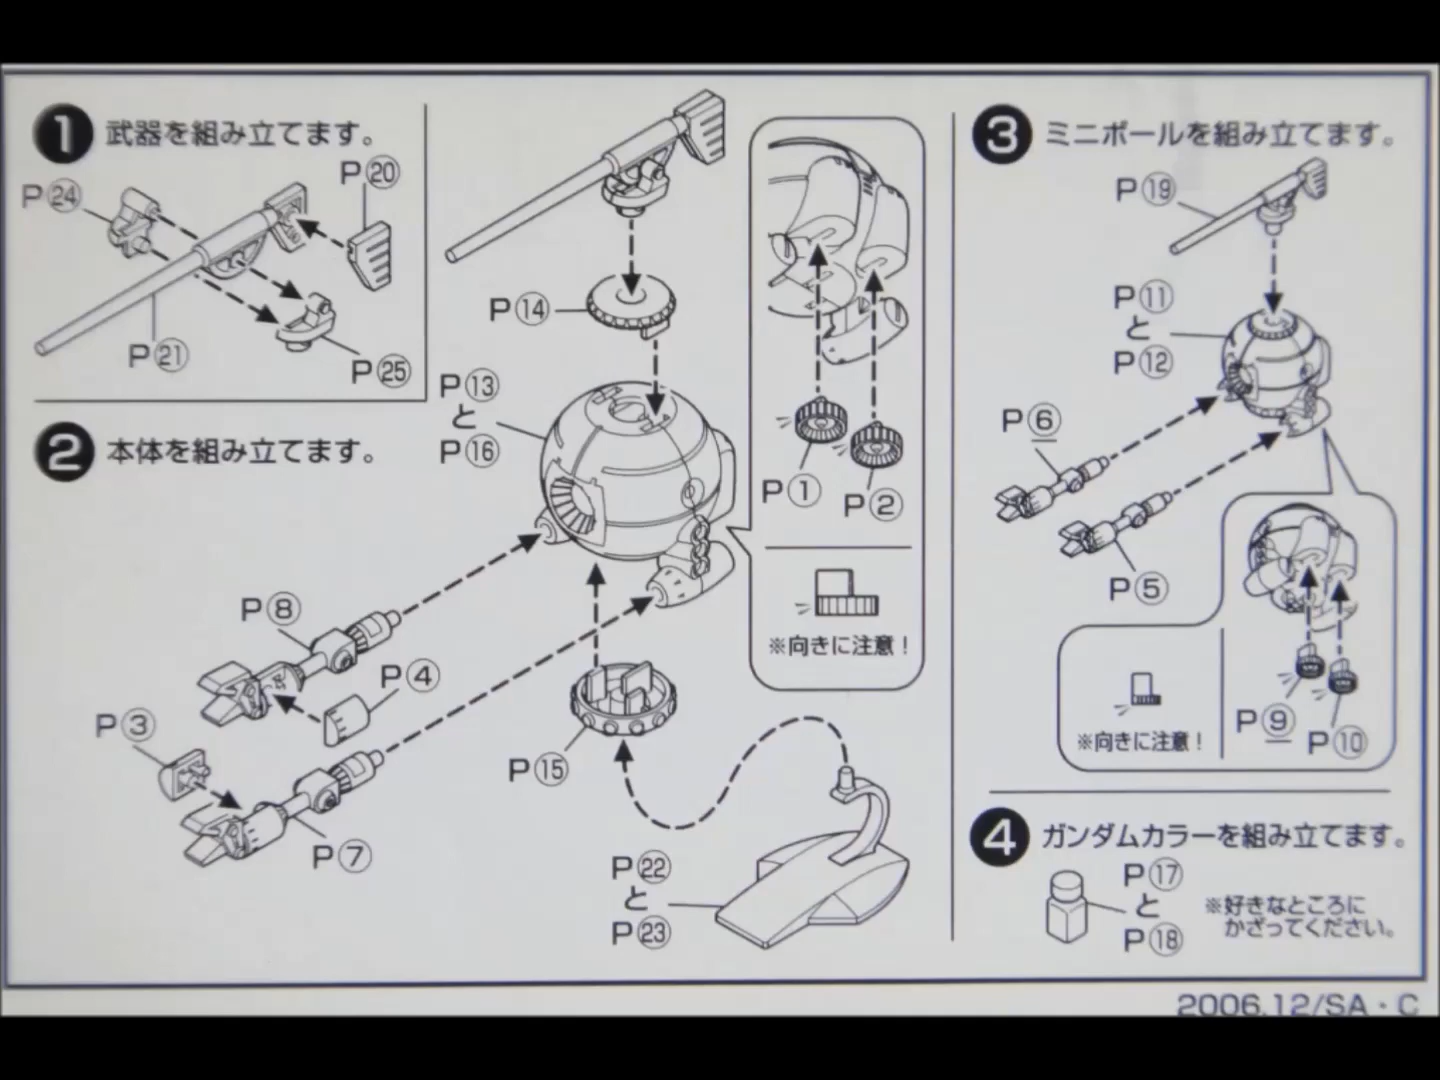 1 武器を組み立てます。
P⑳
P㉔
P㉑
P㉕
2 本体を組み立てます。
P⑭
P⑬
と
P⑯
P①
P②
※向きに注意!
P⑧
P④
P③
P⑦
P⑮
P㉒
と
P㉓
3 ミニボールを組み立てます。
P⑲
P⑪
と
P⑫
P⑥
P⑤
※向きに注意!
P⑨
P⑩
4 ガンダムカラーを組み立てます。
P⑰
と
P⑱
※好きなところに
かざってください。
2006.12/SA・C